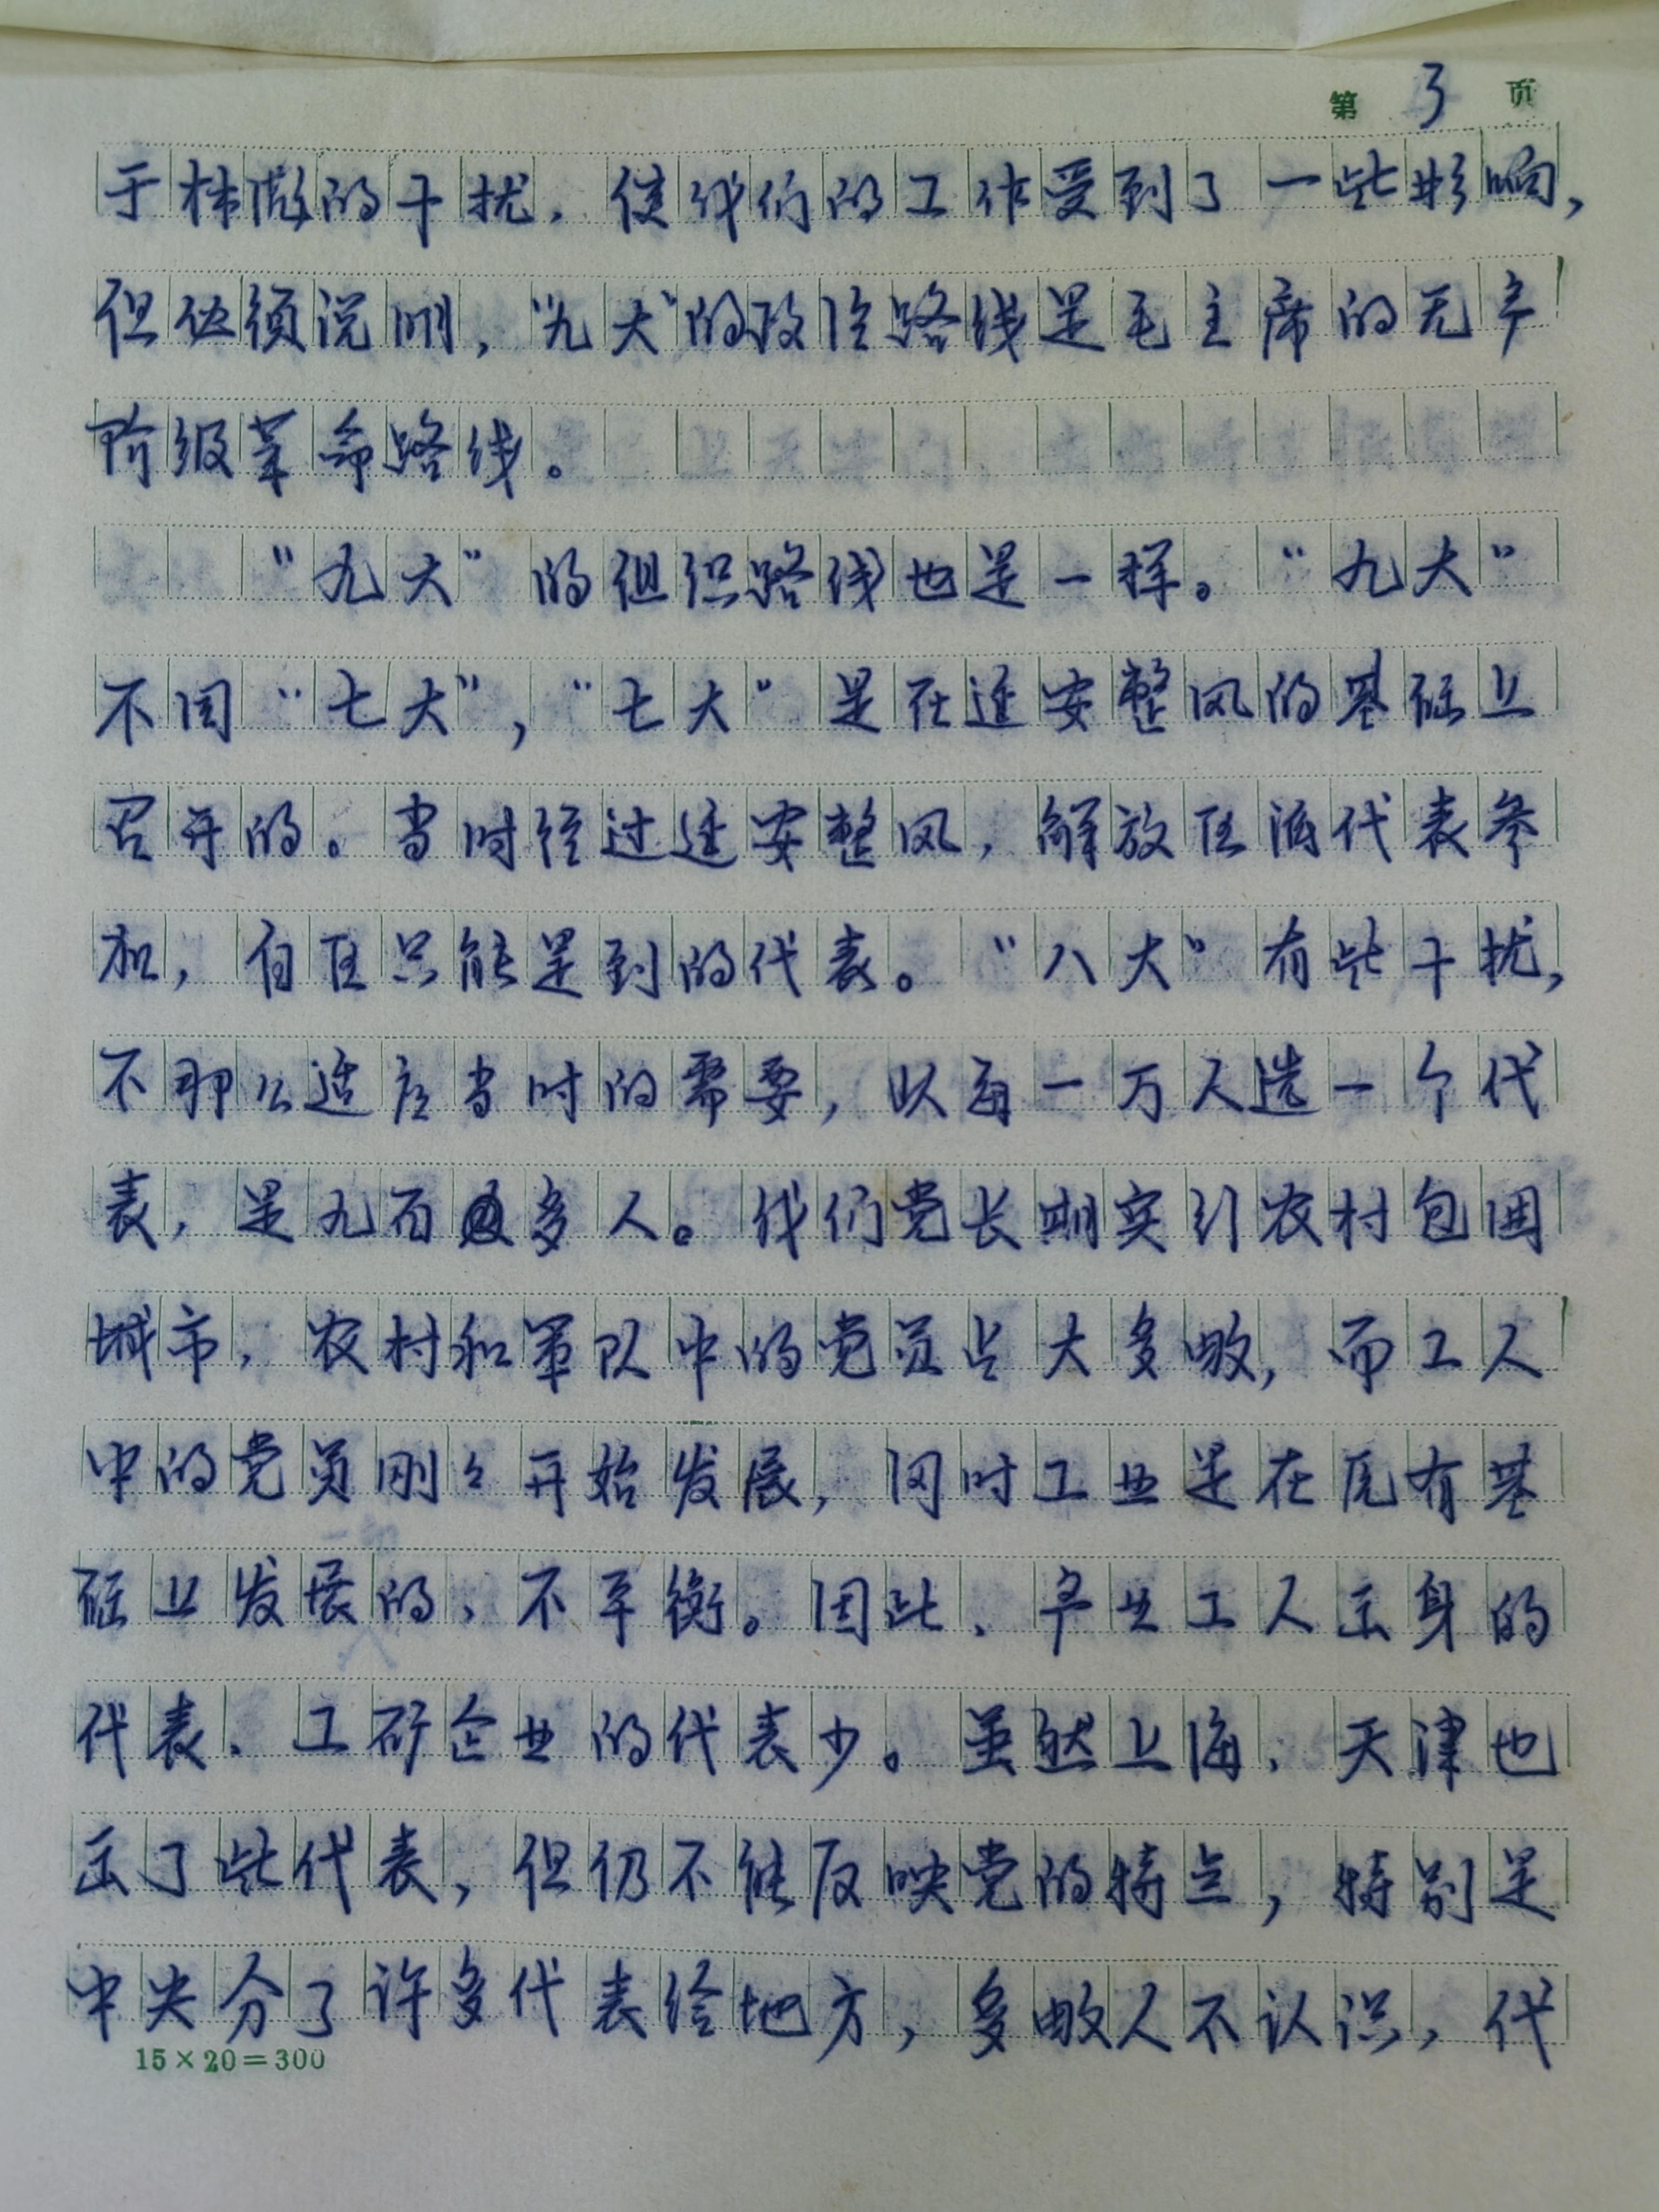 第 3 页
于林彪的干扰,使我们的工作受到了一些影响,
但必须说明,“九大”的政治路线是毛主席的无产
阶级革命路线。
“九大”的组织路线也是一样。“九大”
不同“七大”,“七大”是在延安整风的基础上
召开的。当时经过延安整风,解放区派代表参
加,白区只能是到的代表。“八大”有些干扰,
不那么适应当时的需要,以每一万人选一个代
表,是九百多人。我们党长期实行农村包围
城市,农村和军队中的党员占大多数,而工人
中的党员刚々开始发展,同时工业是在原有基
础上发展的,不平衡。因此、产业工人出身的
代表、工矿企业的代表少。虽然上海、天津也
出了些代表,但仍不能反映党的特点,特别是
中央分了许多代表给地方,多数人不认识,代
15×20=300